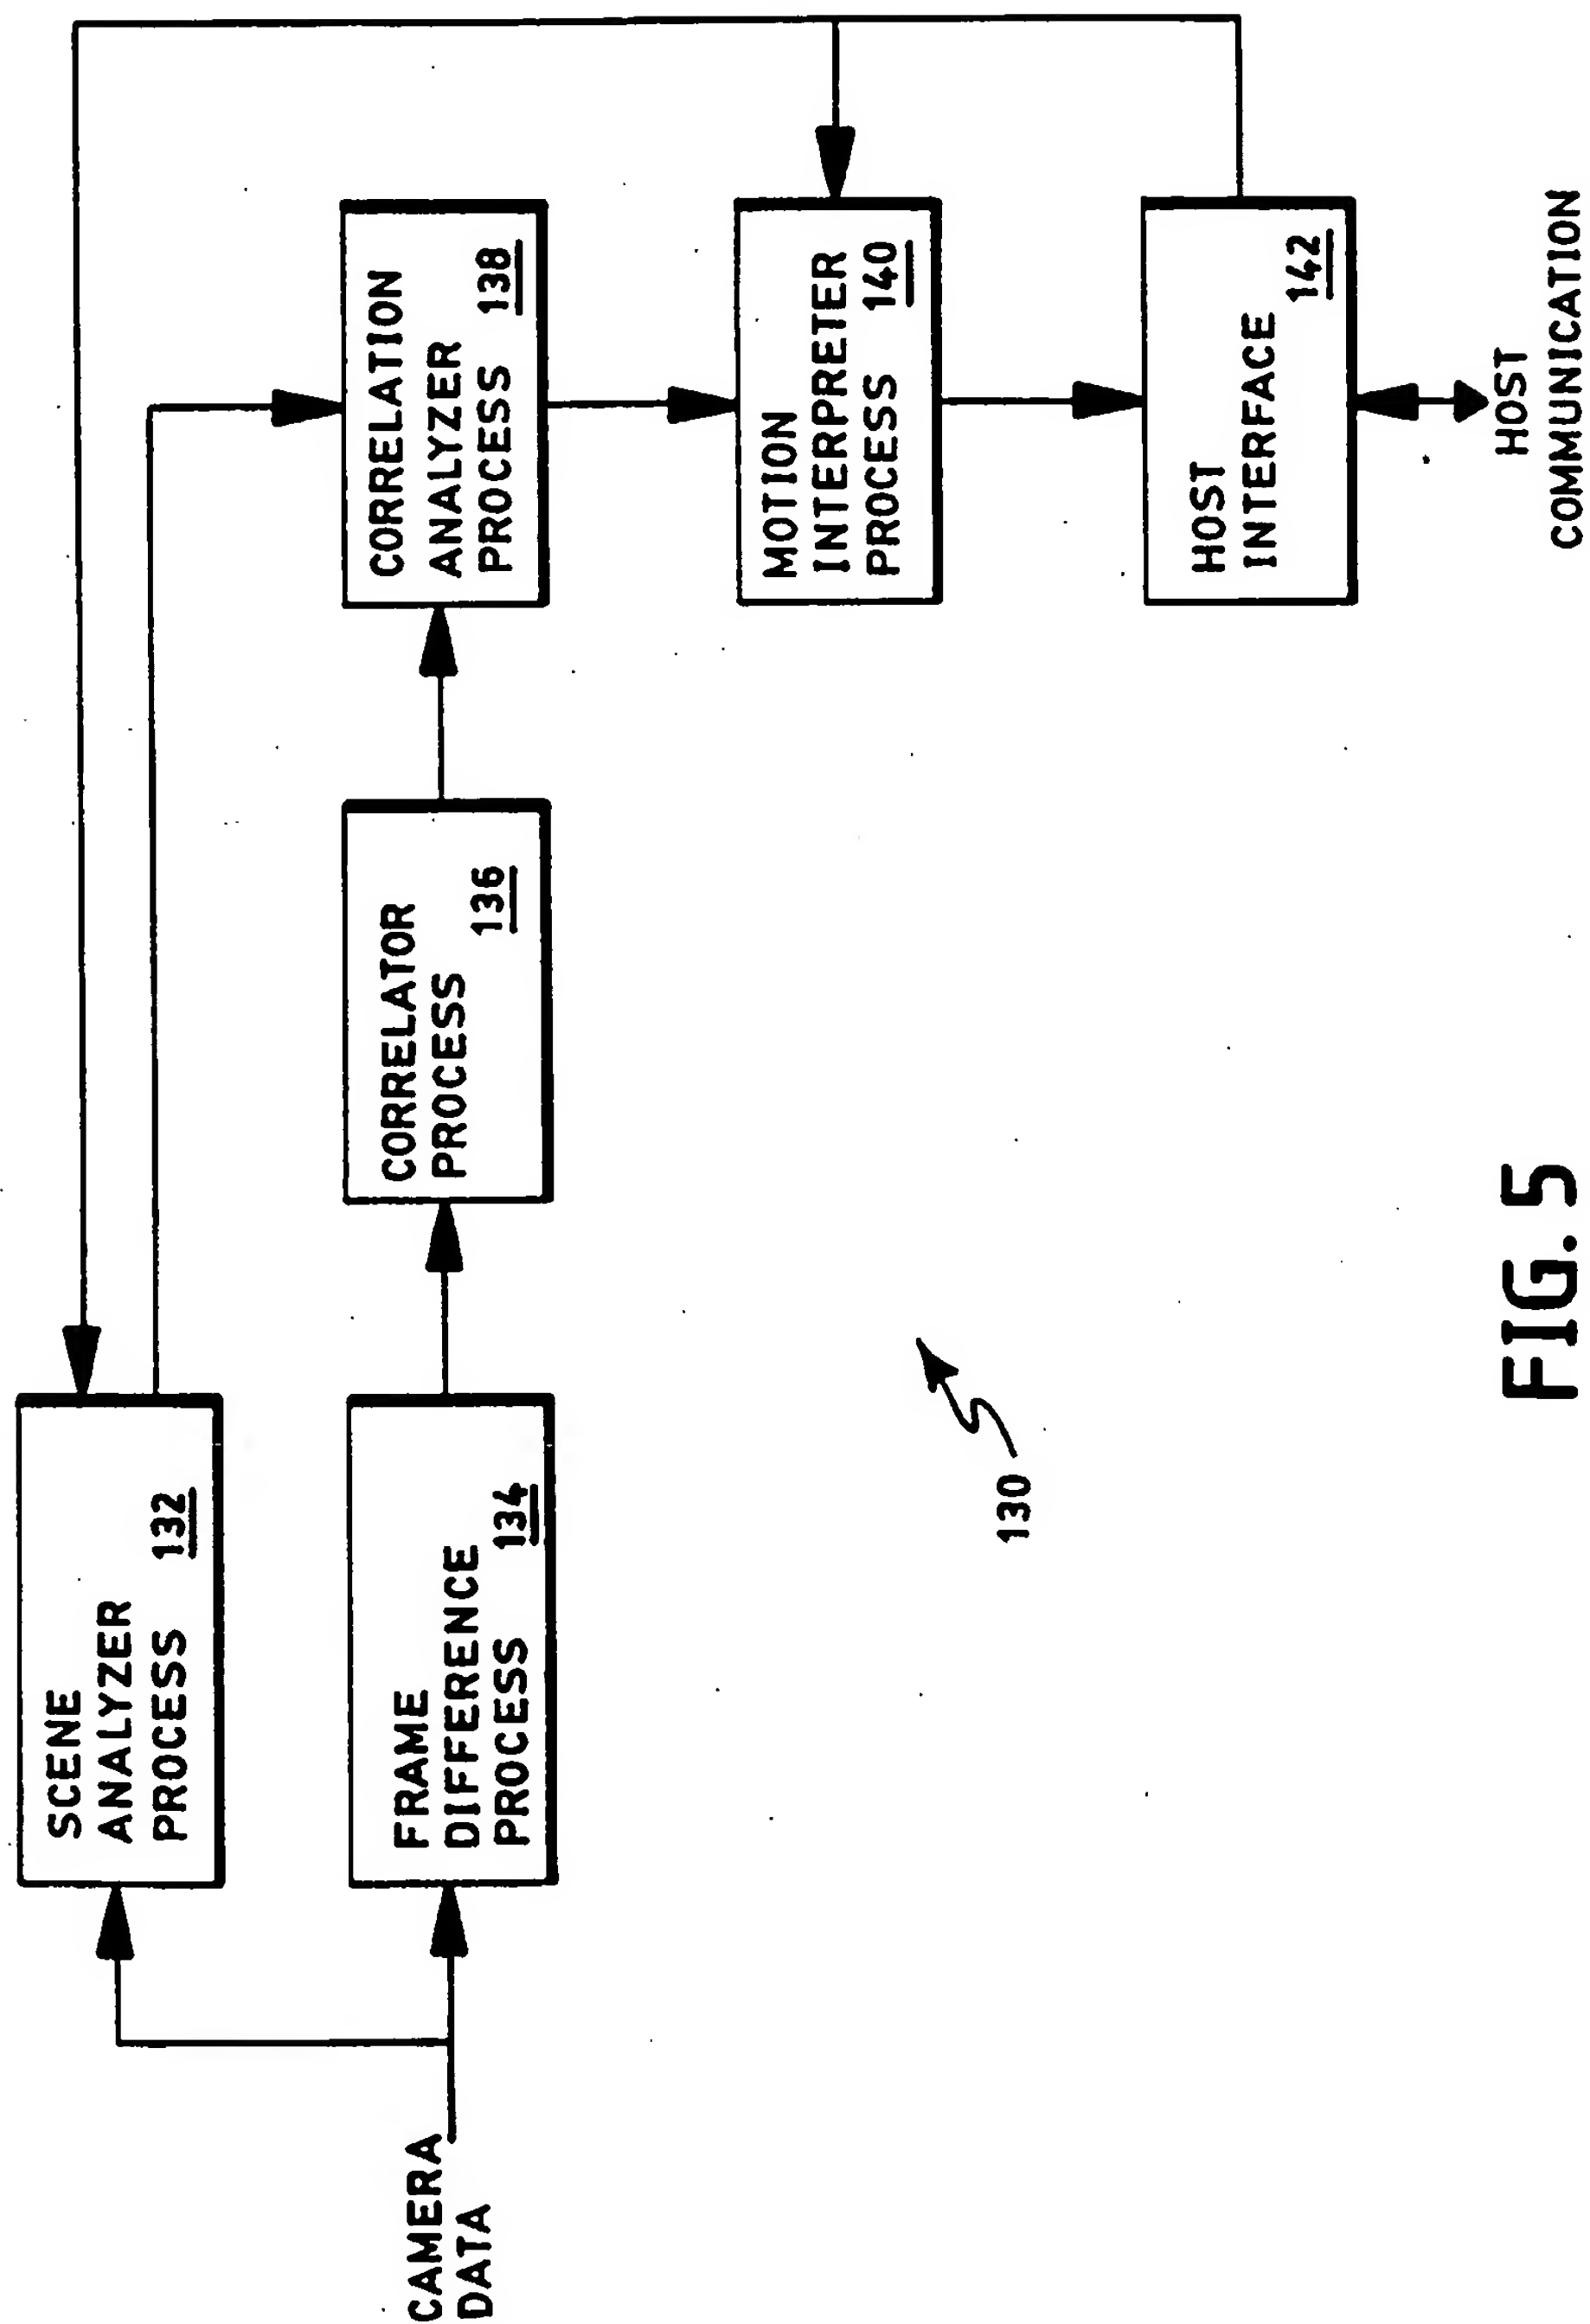 SCENE
ANALYZER
PROCESS 132
CAMERA
DATA
FRAME
DIFFERENCE
PROCESS 134
CORRELATOR
PROCESS
136
CORRELATION
ANALYZER
PROCESS 138
MOTION
INTERPRETER
PROCESS 140
HOST
INTERFACE
142
HOST
COMMUNICATION
130
FIG. 5